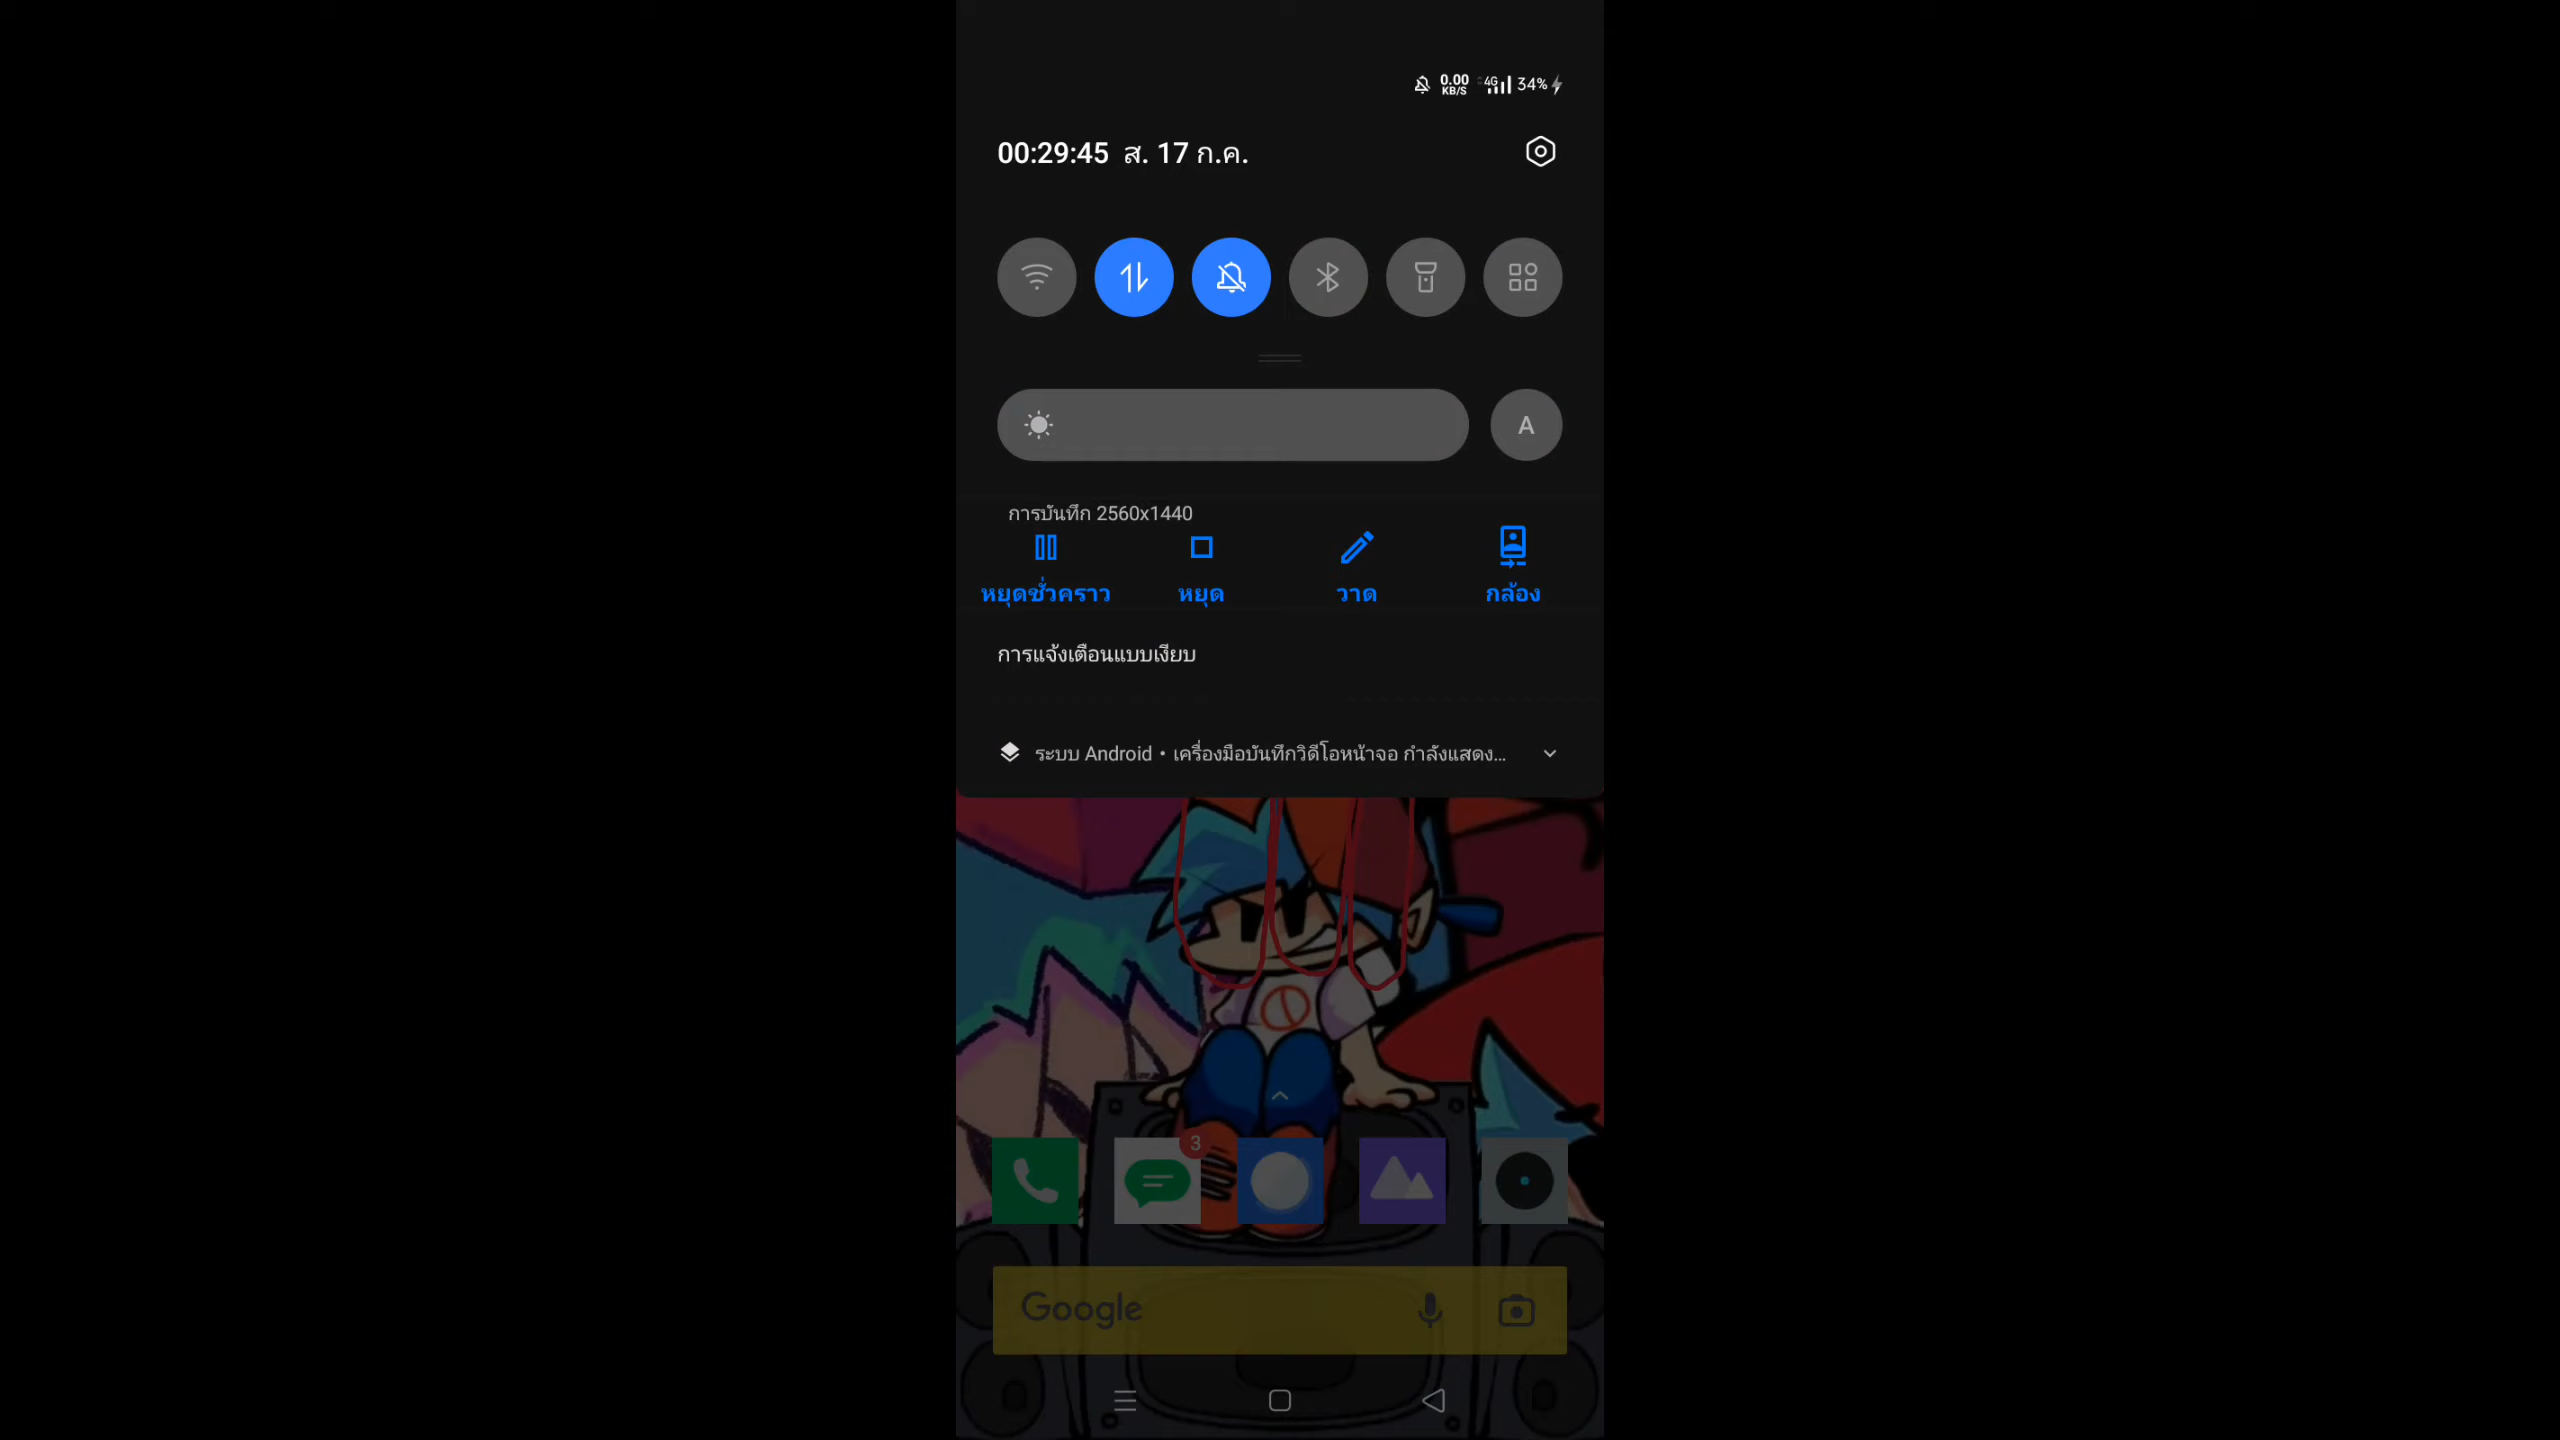 0.00 KB/S 4G 34%
00:29:45 ส. 17 ก.ค.
A
การบันทึก 2560x1440
หยุดชั่วคราว หยุด วาด กล้อง
การแจ้งเตือนแบบเงียบ
ระบบ Android • เครื่องมือบันทึกวิดีโอหน้าจอ กำลังแสดง...
3
Google